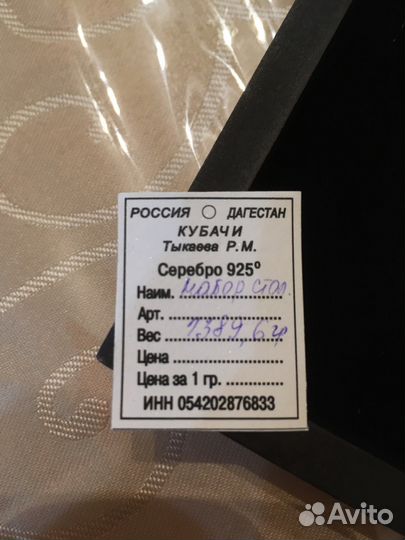 РОССИЯ ДАГЕСТАН
КУБАЧИ
Тыкаева Р.М.
Серебро 925°
Наим. набор стол.
Арт. ....................
Вес 1389,6 гр
Цена ....................
Цена за 1 гр. .............
ИНН 054202876833
Avito